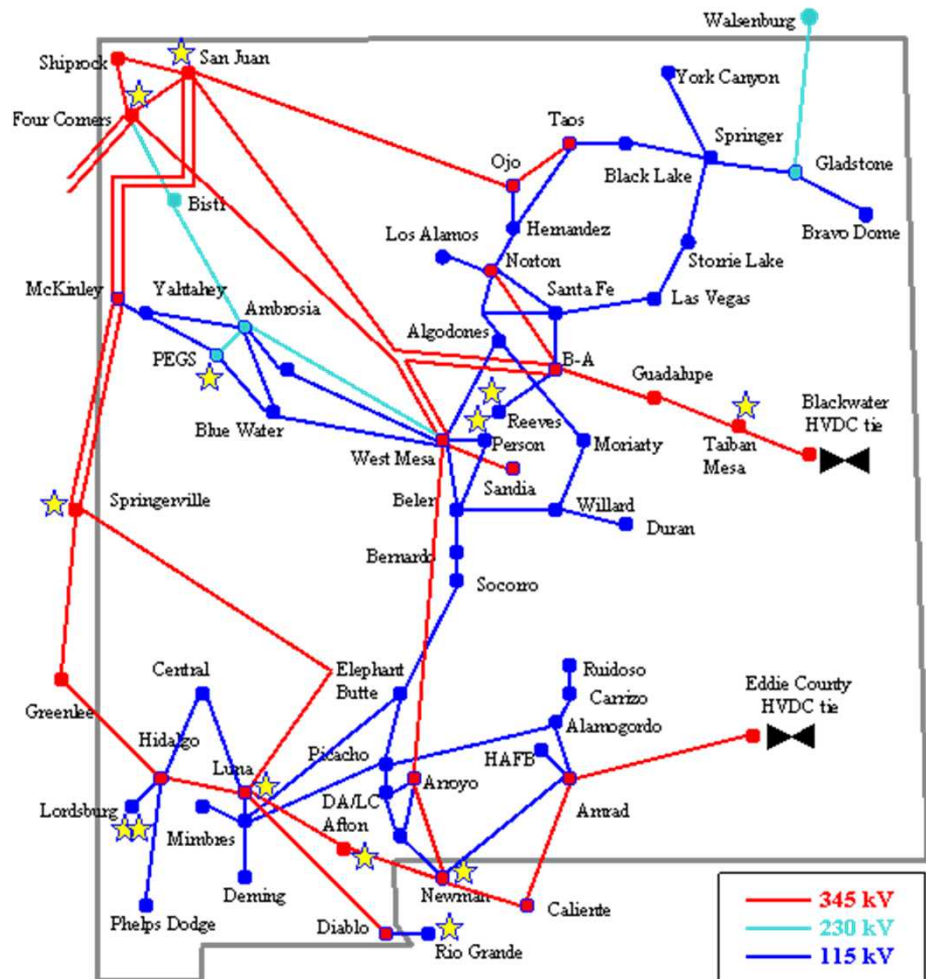 Walsenburg
San Juan
Shiprock
York Canyon
Four Corners
Taos
Springer
Ojo
Gladstone
Black Lake
Bisti
Bravo Dome
Hernandez
Los Alamos
Storrie Lake
Norton
McKinley
Yahtahey
Santa Fe
Las Vegas
Ambrosia
Algodones
PEGS
B-A
Guadalupe
Blackwater
HVDC tie
Reeves
Blue Water
Person
Taiban
Mesa
West Mesa
Moriarty
Sandia
Springerville
Belen
Willard
Duran
Bernardo
Socorro
Central
Elephant
Butte
Ruidoso
Carrizo
Eddie County
HVDC tie
Greenlee
Alamogordo
Hidalgo
Picacho
HAFB
Luna
Arroyo
Lordsburg
DA/LC
Amrad
Afton
Mimbres
Deming
Newman
Caliente
Phelps Dodge
Diablo
Rio Grande
345 kV
230 kV
115 kV